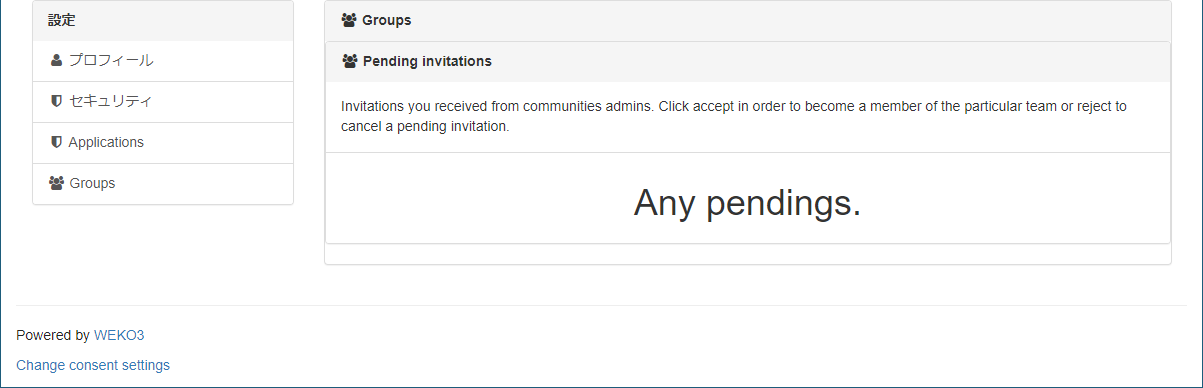 設定
プロフィール
セキュリティ
Applications
Groups
Groups
Pending invitations
Invitations you received from communities admins. Click accept in order to become a member of the particular team or reject to
cancel a pending invitation.
Any pendings.
Powered by WEKO3
Change consent settings